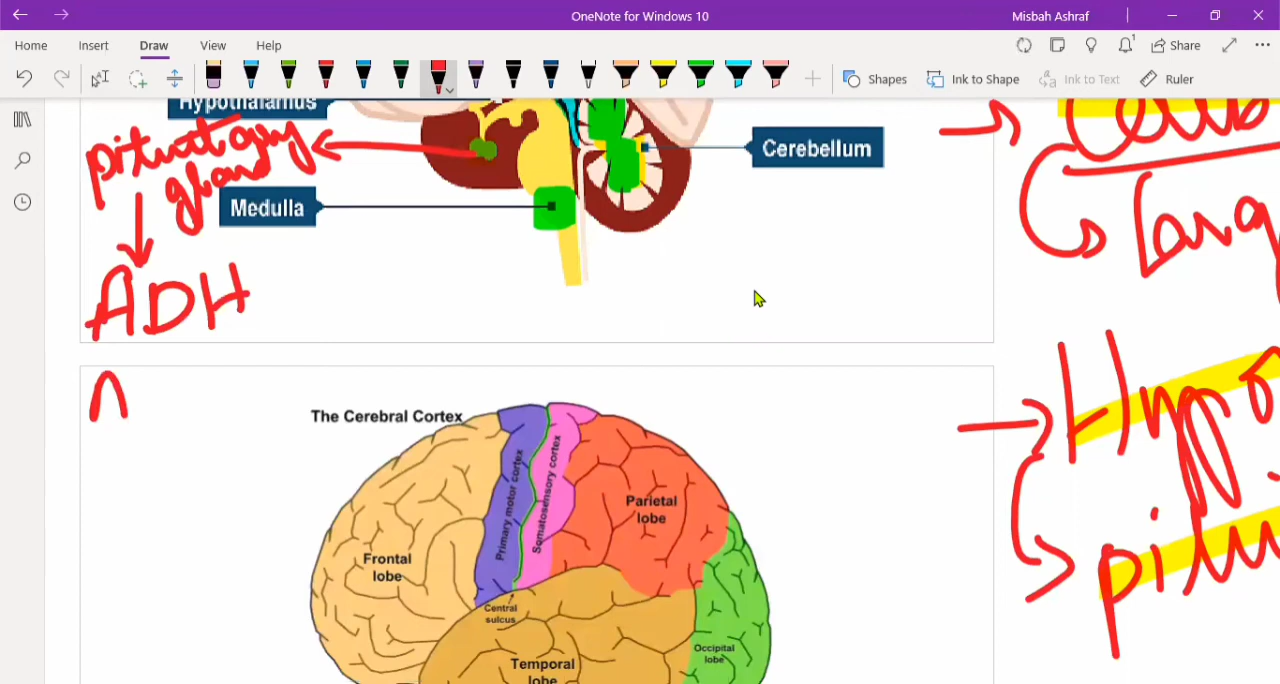 OneNote for Windows 10
Misbah Ashraf
Home Insert Draw View Help
Share
Shapes
Ink to Shape
Ink to Text
Ruler
Hypothalamus
pituitary
gland
Cerebellum
Medulla
ADH
The Cerebral Cortex
Primary motor cortex
Somatosensory cortex
Parietal
lobe
Frontal
lobe
Central
sulcus
Occipital
lobe
Temporal
lobe